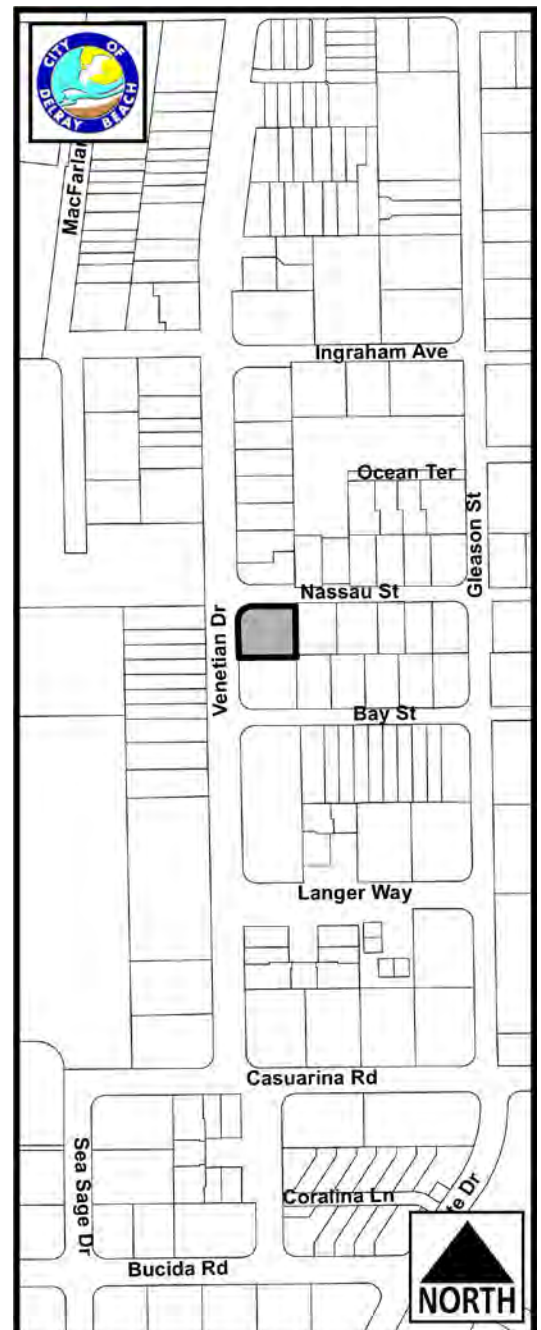 CITY OF
DELRAY BEACH
Ingraham Ave
Ocean Ter
Gleason St
Nassau St
Venetian Dr
Bay St
Langer Way
Casuarina Rd
Sea Sage Dr
Coralina Ln
Bucida Rd
NORTH